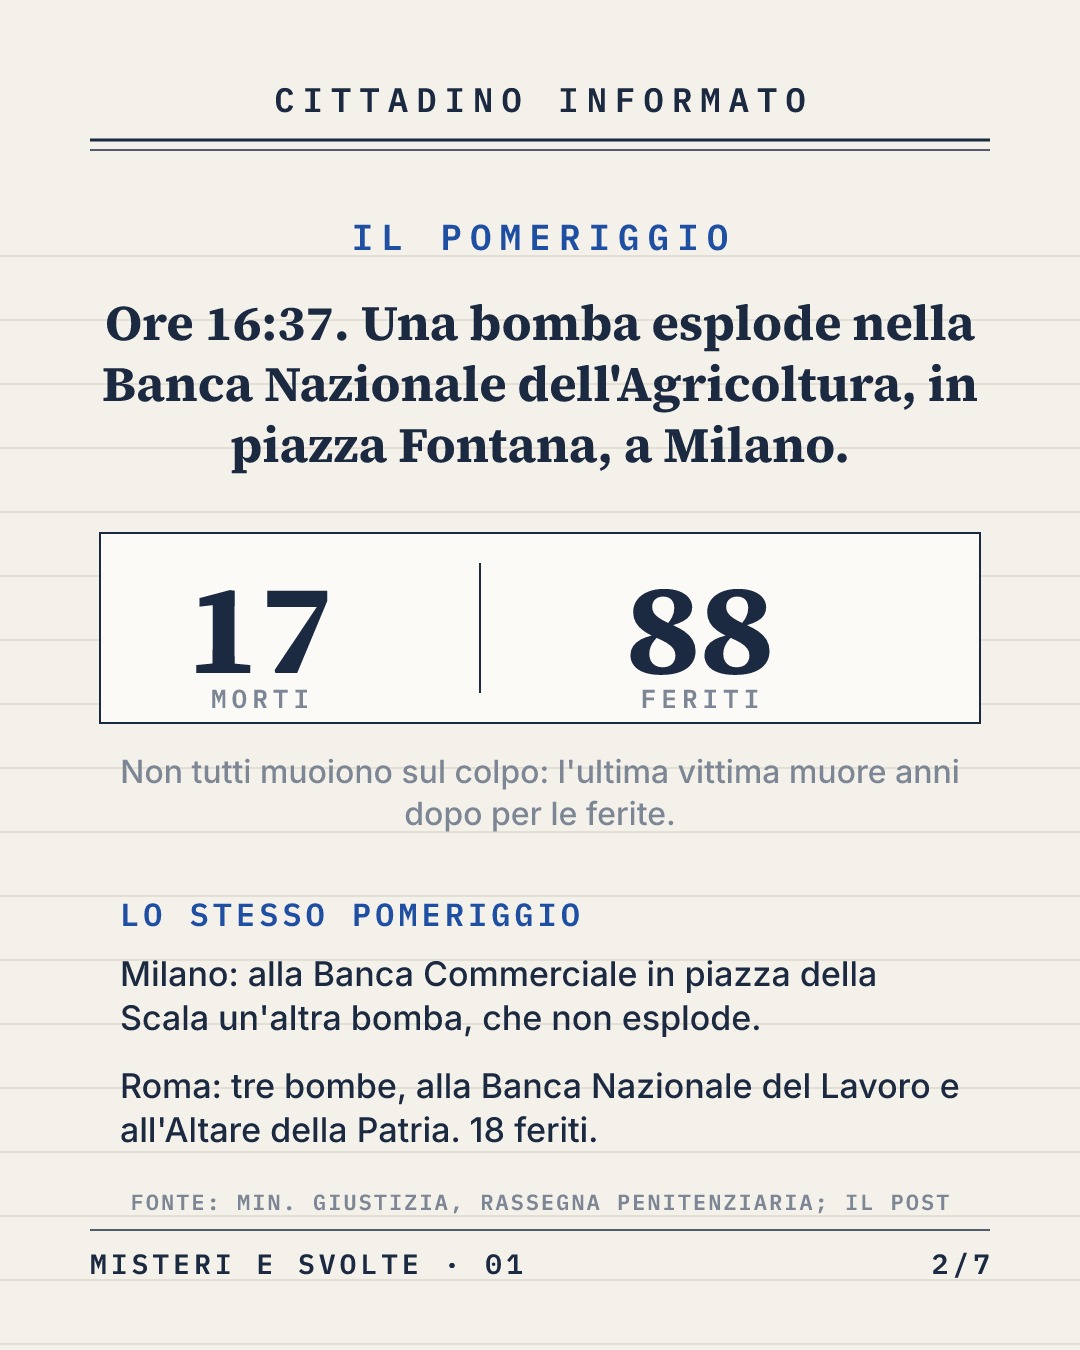 CITTADINO INFORMATO
IL POMERIGGIO
Ore 16:37. Una bomba esplode nella
Banca Nazionale dell'Agricoltura, in
piazza Fontana, a Milano.
17
MORTI
88
FERITI
Non tutti muoiono sul colpo: l'ultima vittima muore anni
dopo per le ferite.
LO STESSO POMERIGGIO
Milano: alla Banca Commerciale in piazza della
Scala un'altra bomba, che non esplode.
Roma: tre bombe, alla Banca Nazionale del Lavoro e
all'Altare della Patria. 18 feriti.
FONTE: MIN. GIUSTIZIA, RASSEGNA PENITENZIARIA; IL POST
MISTERI E SVOLTE · 01
2/7